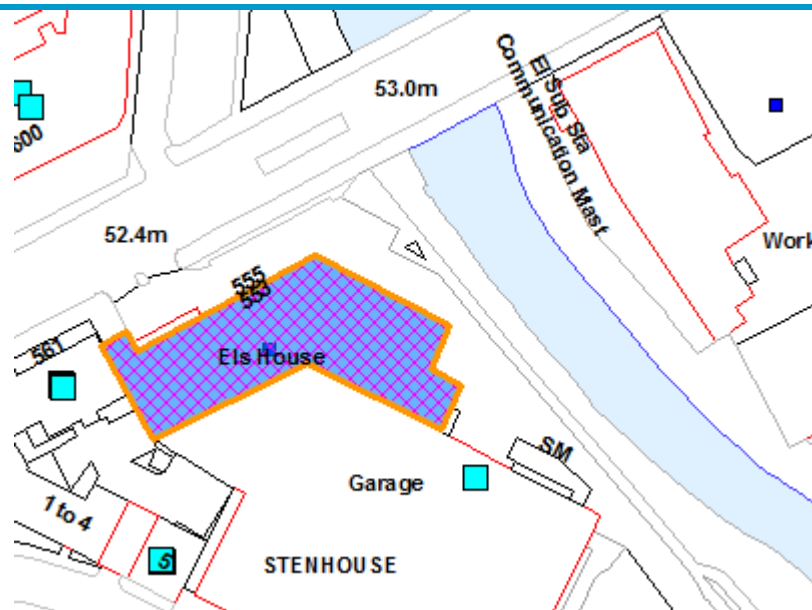 53.0m
El Sub Sta
Communication Mast
600
52.4m
Work
555
553
Els House
561
SM
Garage
1 to 4
5
STENHOUSE